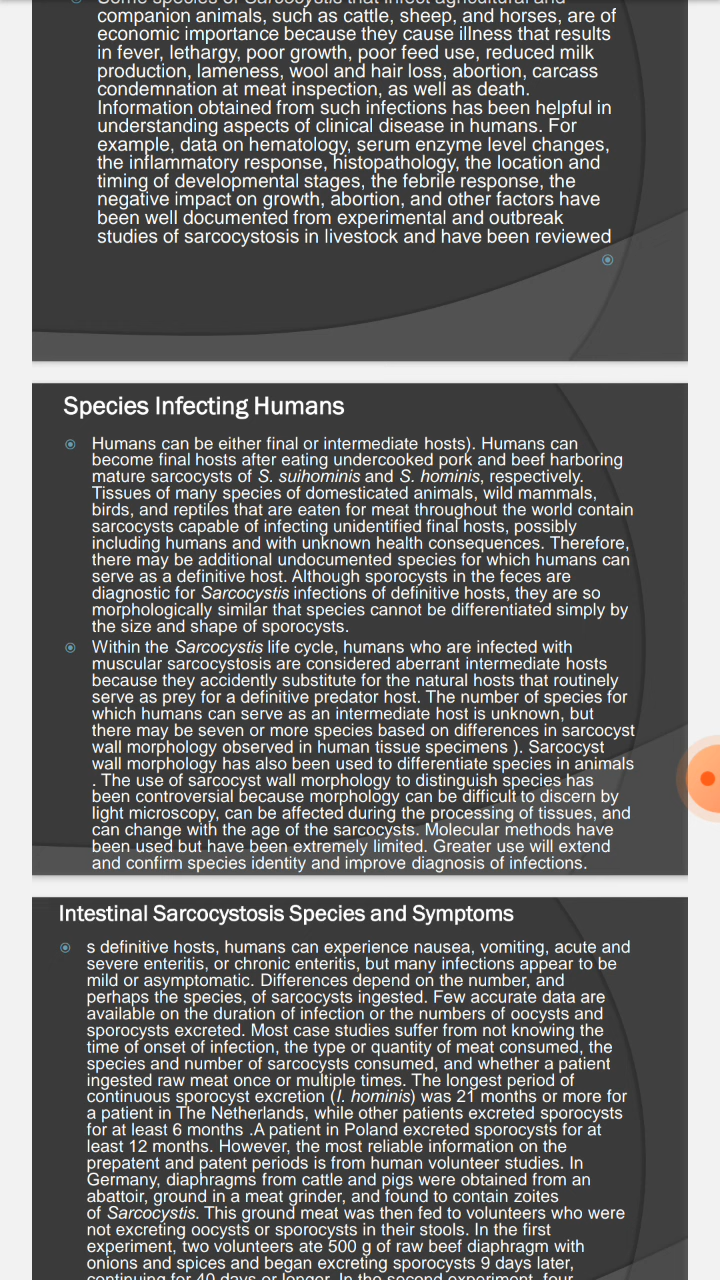 Some species of Sarcocystis that infect agricultural and
companion animals, such as cattle, sheep, and horses, are of
economic importance because they cause illness that results
in fever, lethargy, poor growth, poor feed use, reduced milk
production, lameness, wool and hair loss, abortion, carcass
condemnation at meat inspection, as well as death.
Information obtained from such infections has been helpful in
understanding aspects of clinical disease in humans. For
example, data on hematology, serum enzyme level changes,
the inflammatory response, histopathology, the location and
timing of developmental stages, the febrile response, the
negative impact on growth, abortion, and other factors have
been well documented from experimental and outbreak
studies of sarcocystosis in livestock and have been reviewed
Species Infecting Humans
Humans can be either final or intermediate hosts). Humans can
become final hosts after eating undercooked pork and beef harboring
mature sarcocysts of S. suihominis and S. hominis, respectively.
Tissues of many species of domesticated animals, wild mammals,
birds, and reptiles that are eaten for meat throughout the world contain
sarcocysts capable of infecting unidentified final hosts, possibly
including humans and with unknown health consequences. Therefore,
there may be additional undocumented species for which humans can
serve as a definitive host. Although sporocysts in the feces are
diagnostic for Sarcocystis infections of definitive hosts, they are so
morphologically similar that species cannot be differentiated simply by
the size and shape of sporocysts.
Within the Sarcocystis life cycle, humans who are infected with
muscular sarcocystosis are considered aberrant intermediate hosts
because they accidently substitute for the natural hosts that routinely
serve as prey for a definitive predator host. The number of species for
which humans can serve as an intermediate host is unknown, but
there may be seven or more species based on differences in sarcocyst
wall morphology observed in human tissue specimens ). Sarcocyst
wall morphology has also been used to differentiate species in animals
. The use of sarcocyst wall morphology to distinguish species has
been controversial because morphology can be difficult to discern by
light microscopy, can be affected during the processing of tissues, and
can change with the age of the sarcocysts. Molecular methods have
been used but have been extremely limited. Greater use will extend
and confirm species identity and improve diagnosis of infections.
Intestinal Sarcocystosis Species and Symptoms
s definitive hosts, humans can experience nausea, vomiting, acute and
severe enteritis, or chronic enteritis, but many infections appear to be
mild or asymptomatic. Differences depend on the number, and
perhaps the species, of sarcocysts ingested. Few accurate data are
available on the duration of infection or the numbers of oocysts and
sporocysts excreted. Most case studies suffer from not knowing the
time of onset of infection, the type or quantity of meat consumed, the
species and number of sarcocysts consumed, and whether a patient
ingested raw meat once or multiple times. The longest period of
continuous sporocyst excretion (I. hominis) was 21 months or more for
a patient in The Netherlands, while other patients excreted sporocysts
for at least 6 months .A patient in Poland excreted sporocysts for at
least 12 months. However, the most reliable information on the
prepatent and patent periods is from human volunteer studies. In
Germany, diaphragms from cattle and pigs were obtained from an
abattoir, ground in a meat grinder, and found to contain zoites
of Sarcocystis. This ground meat was then fed to volunteers who were
not excreting oocysts or sporocysts in their stools. In the first
experiment, two volunteers ate 500 g of raw beef diaphragm with
onions and spices and began excreting sporocysts 9 days later,
continuing for 40 days or longer. In the second experiment, four